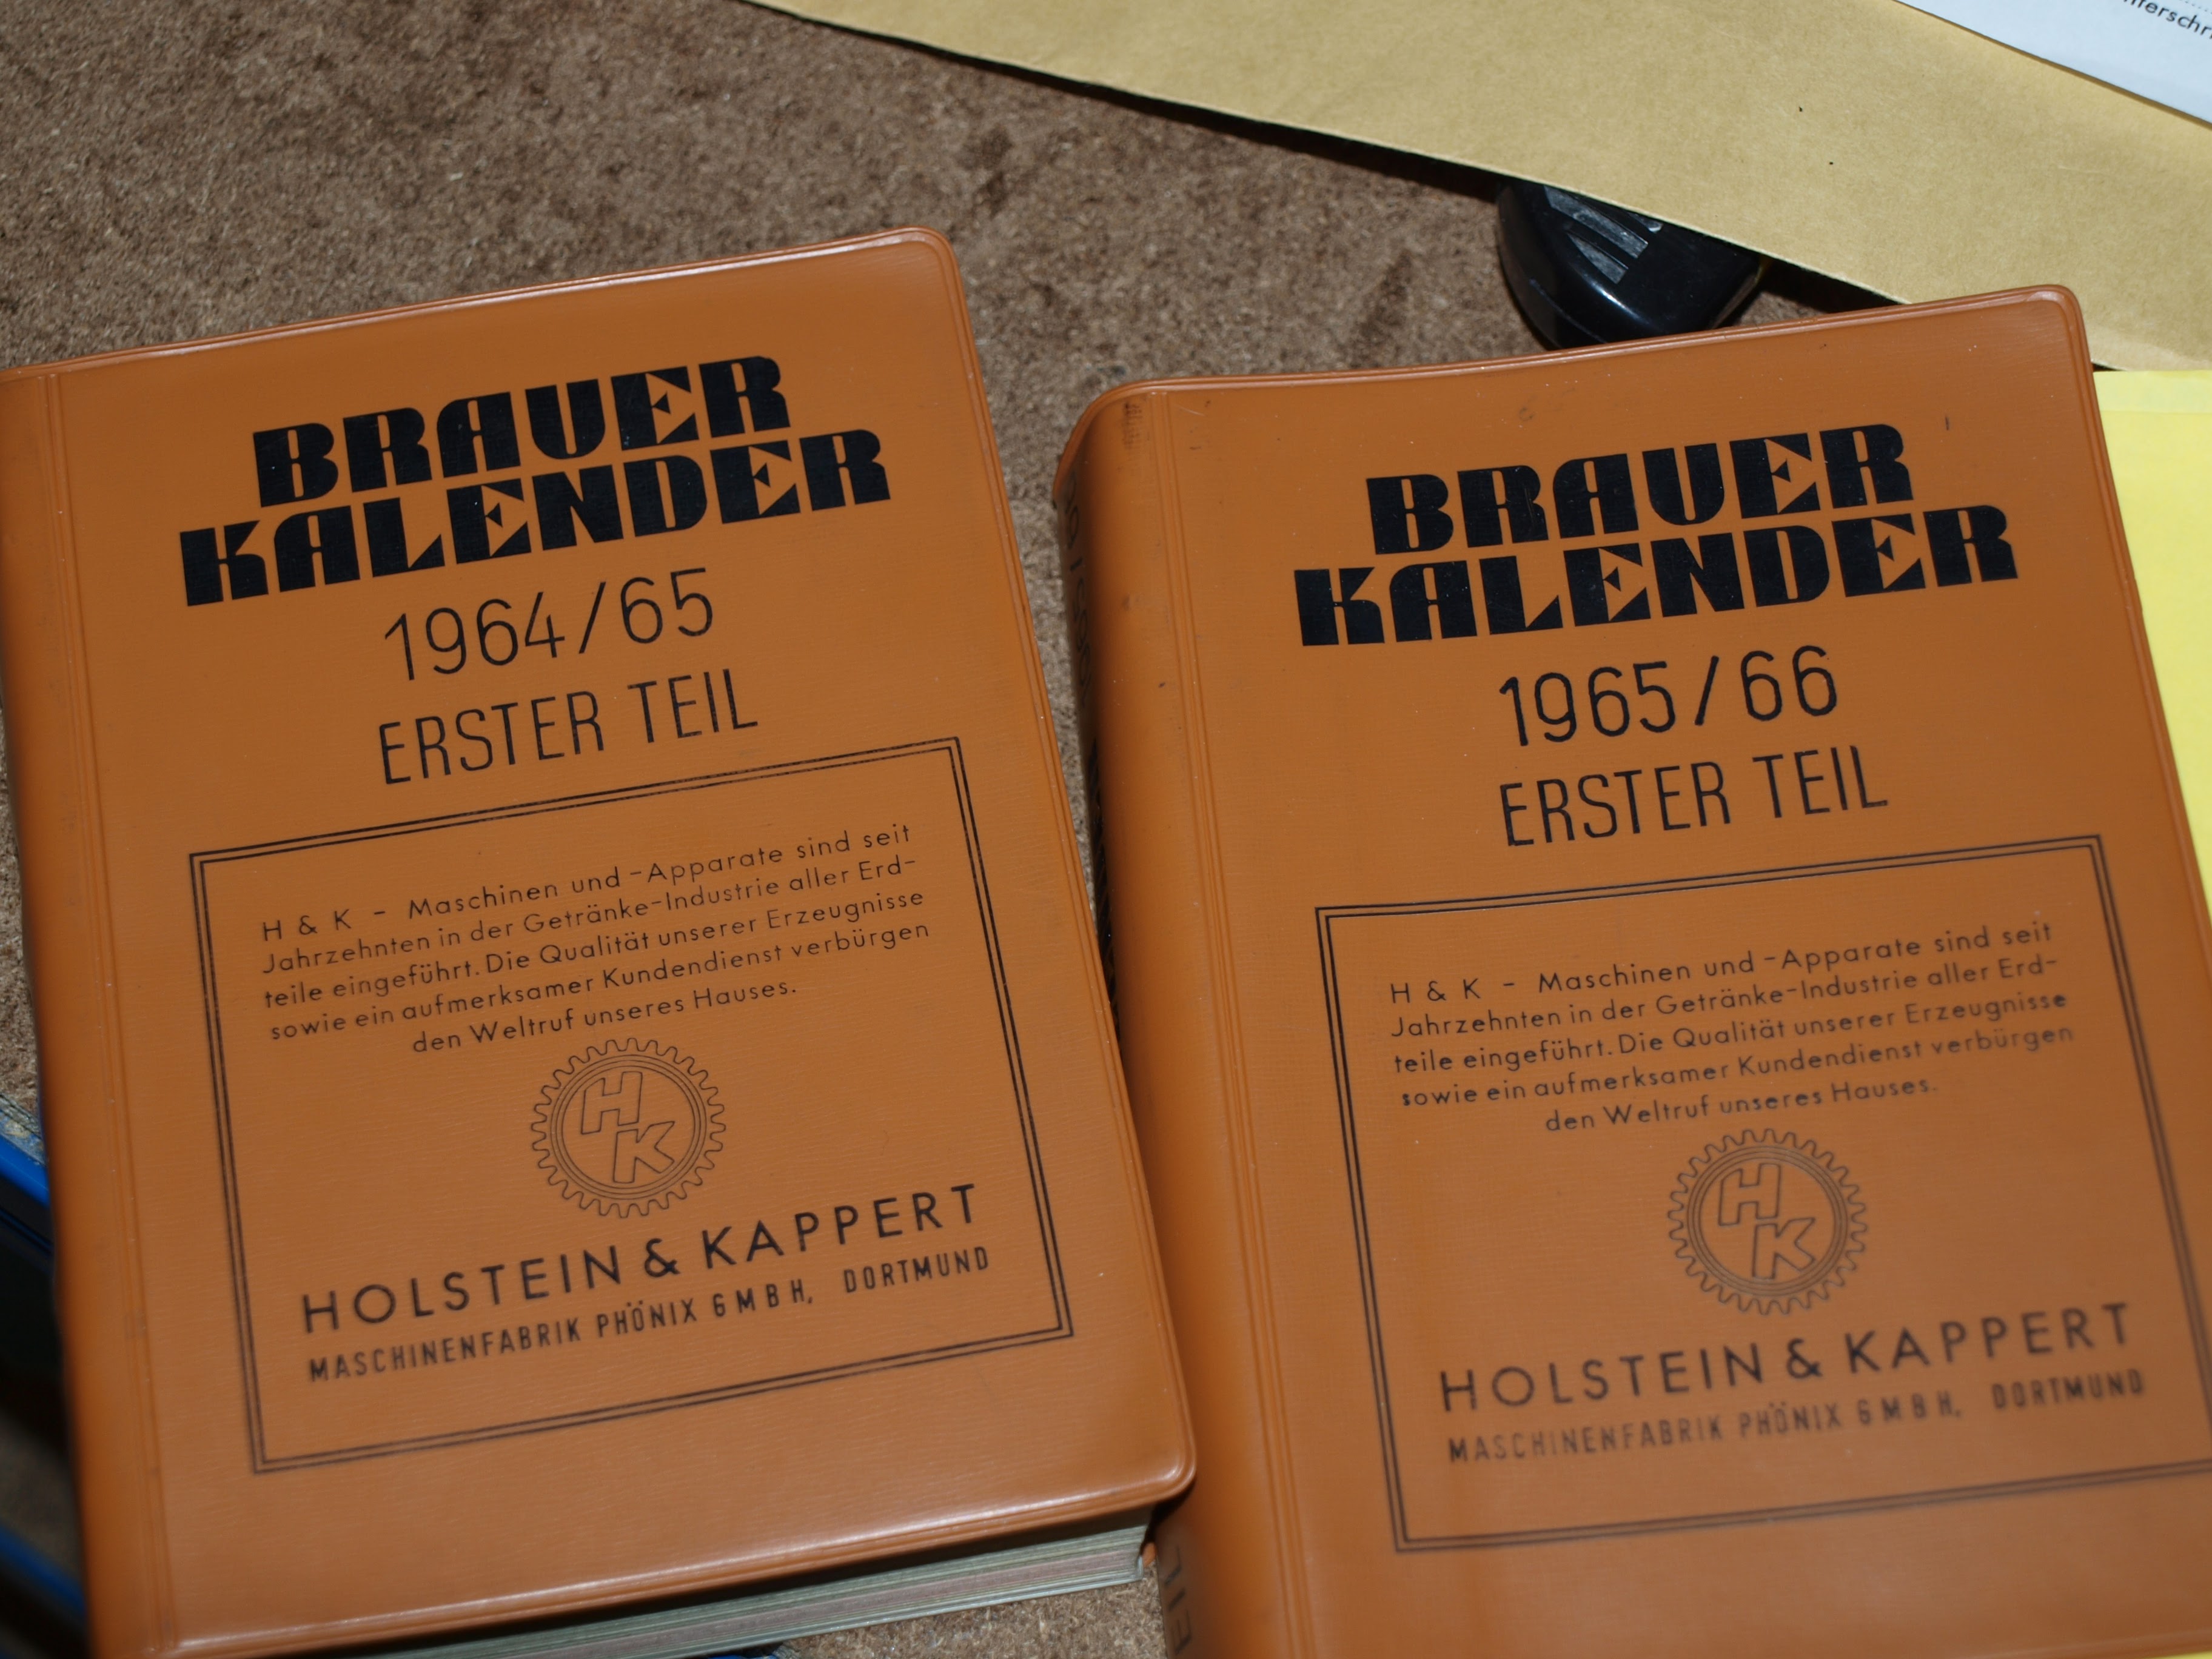 BRAUER
KALENDER
1964/65
ERSTER TEIL
H & K - Maschinen und -Apparate sind seit
Jahrzehnten in der Getränke-Industrie aller Erd-
teile eingeführt. Die Qualität unserer Erzeugnisse
sowie ein aufmerksamer Kundendienst verbürgen
den Weltruf unseres Hauses.
H
K
HOLSTEIN & KAPPERT
MASCHINENFABRIK PHÖNIX GMBH, DORTMUND
BRAUER
KALENDER
1965/66
ERSTER TEIL
H & K - Maschinen und -Apparate sind seit
Jahrzehnten in der Getränke-Industrie aller Erd-
teile eingeführt. Die Qualität unserer Erzeugnisse
sowie ein aufmerksamer Kundendienst verbürgen
den Weltruf unseres Hauses.
H
K
HOLSTEIN & KAPPERT
MASCHINENFABRIK PHÖNIX GMBH, DORTMUND